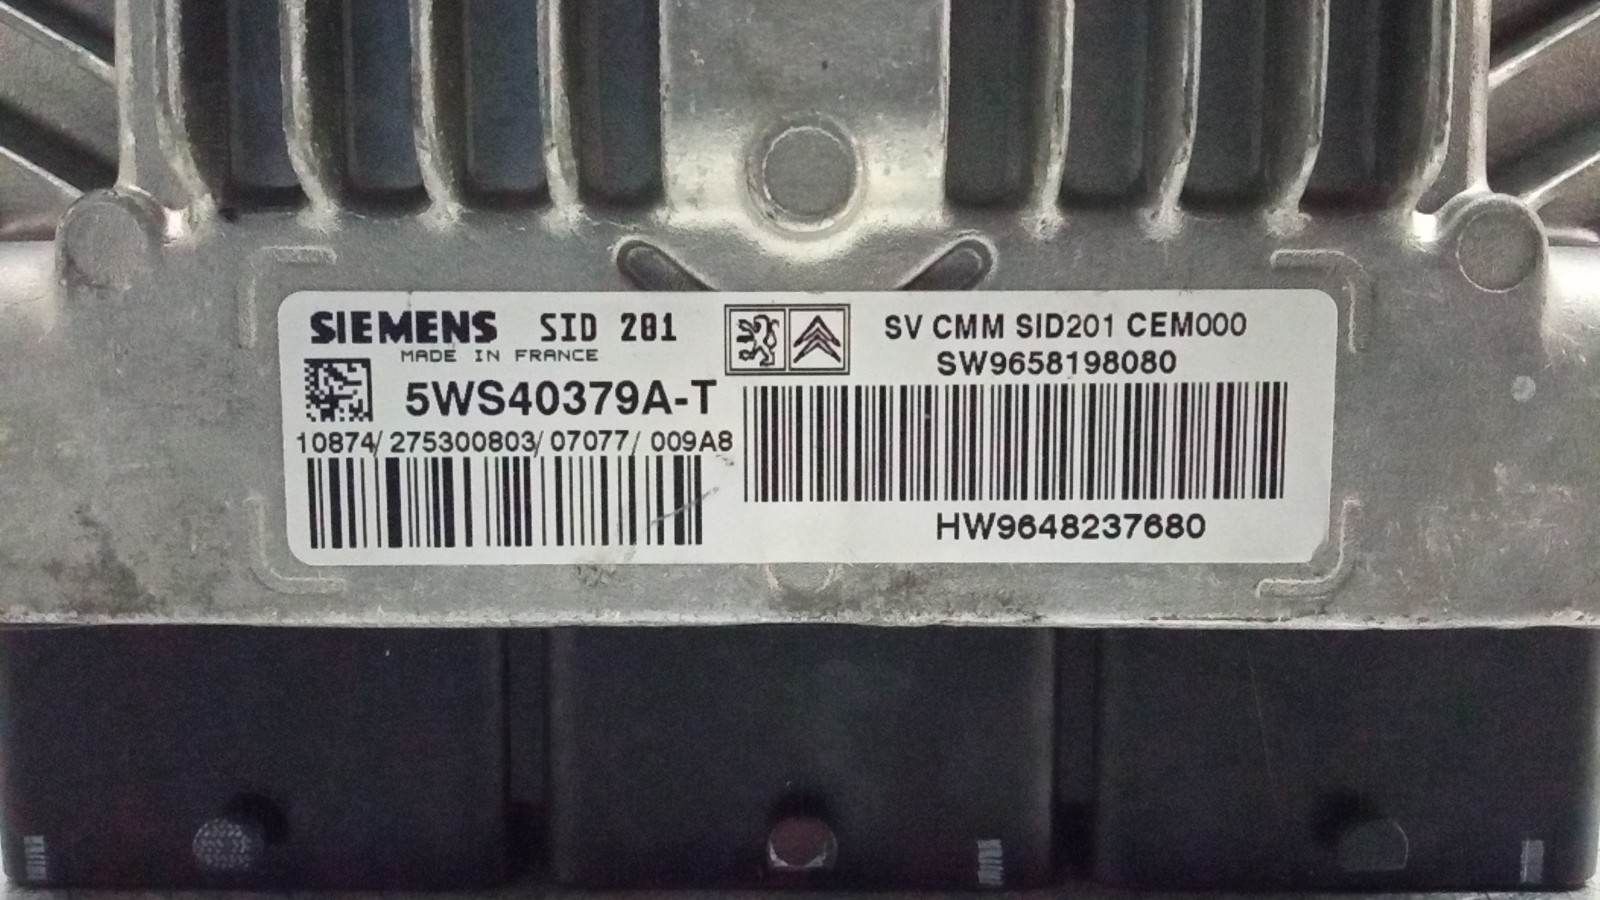 SIEMENS SID 201
MADE IN FRANCE
5WS40379A-T
10874/ 275300803/ 07077/ 009A8
SV CMM SID201 CEM000
SW9658198080
HW9648237680